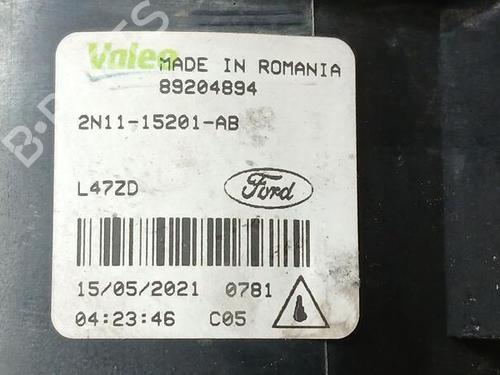 Valeo MADE IN ROMANIA
89204894
2N11-15201-AB
L47ZD Ford
15/05/2021 0781
04:23:46 C05